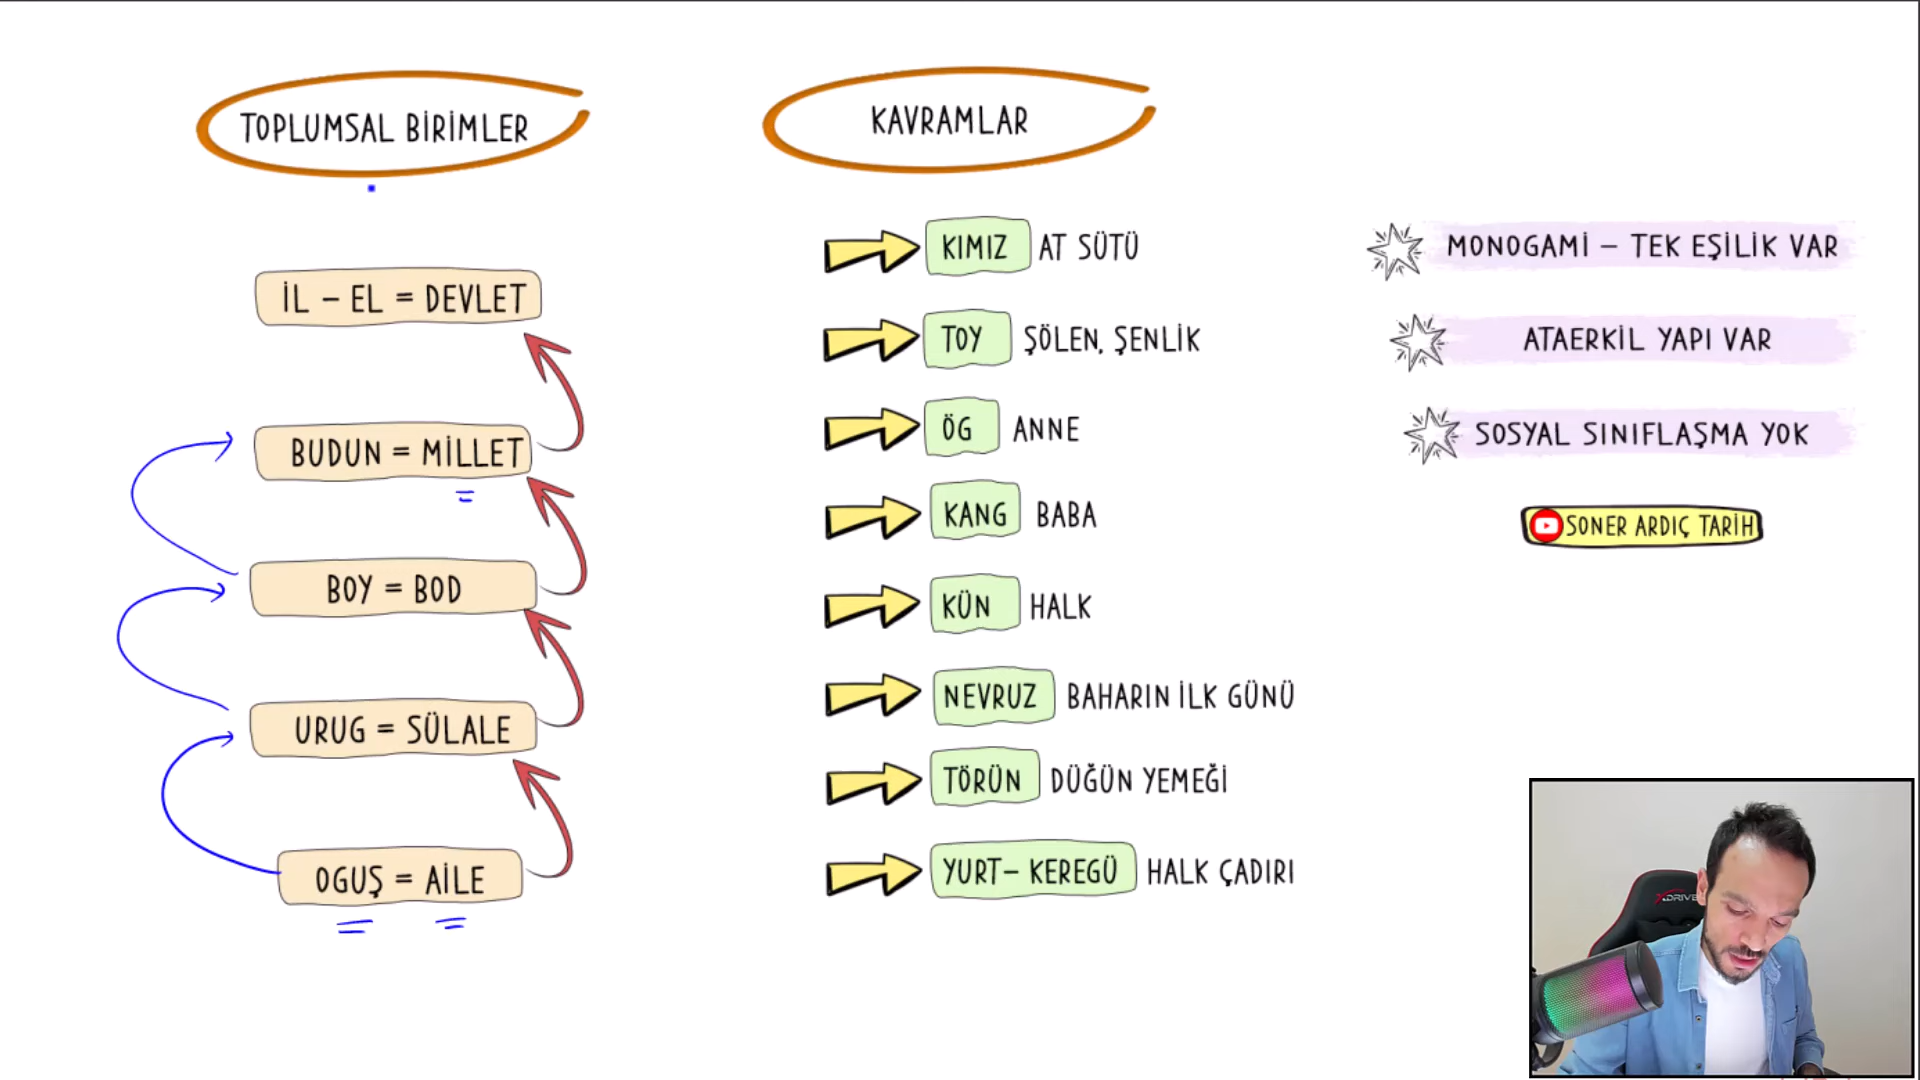 TOPLUMSAL BİRİMLER
İL – EL = DEVLET
BUDUN = MİLLET
BOY = BOD
URUG = SÜLALE
OGUŞ = AİLE
KAVRAMLAR
KIMIZ AT SÜTÜ
TOY ŞÖLEN, ŞENLİK
ÖG ANNE
KANG BABA
KÜN HALK
NEVRUZ BAHARIN İLK GÜNÜ
TÖRÜN DÜĞÜN YEMEĞİ
YURT– KEREGÜ HALK ÇADIRI
MONOGAMİ – TEK EŞİLİK VAR
ATAERKİL YAPI VAR
SOSYAL SINIFLAŞMA YOK
SONER ARDIÇ TARİH